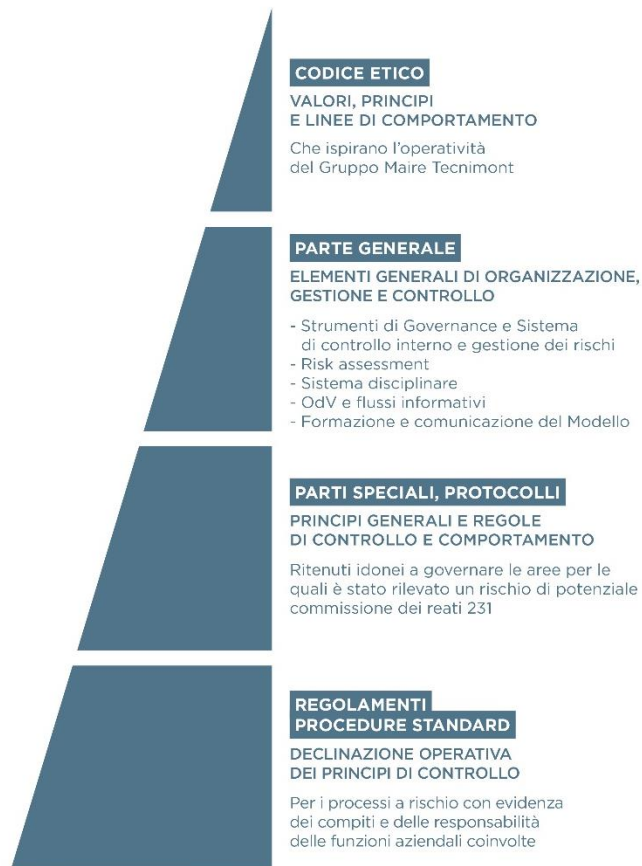 CODICE ETICO
VALORI, PRINCIPI
E LINEE DI COMPORTAMENTO
Che ispirano l'operatività
del Gruppo Maire Tecnimont
PARTE GENERALE
ELEMENTI GENERALI DI ORGANIZZAZIONE,
GESTIONE E CONTROLLO
- Strumenti di Governance e Sistema
di controllo interno e gestione dei rischi
- Risk assessment
- Sistema disciplinare
- OdV e flussi informativi
- Formazione e comunicazione del Modello
PARTI SPECIALI, PROTOCOLLI
PRINCIPI GENERALI E REGOLE
DI CONTROLLO E COMPORTAMENTO
Ritenuti idonei a governare le aree per le
quali è stato rilevato un rischio di potenziale
commissione dei reati 231
REGOLAMENTI
PROCEDURE STANDARD
DECLINAZIONE OPERATIVA
DEI PRINCIPI DI CONTROLLO
Per i processi a rischio con evidenza
dei compiti e delle responsabilità
delle funzioni aziendali coinvolte